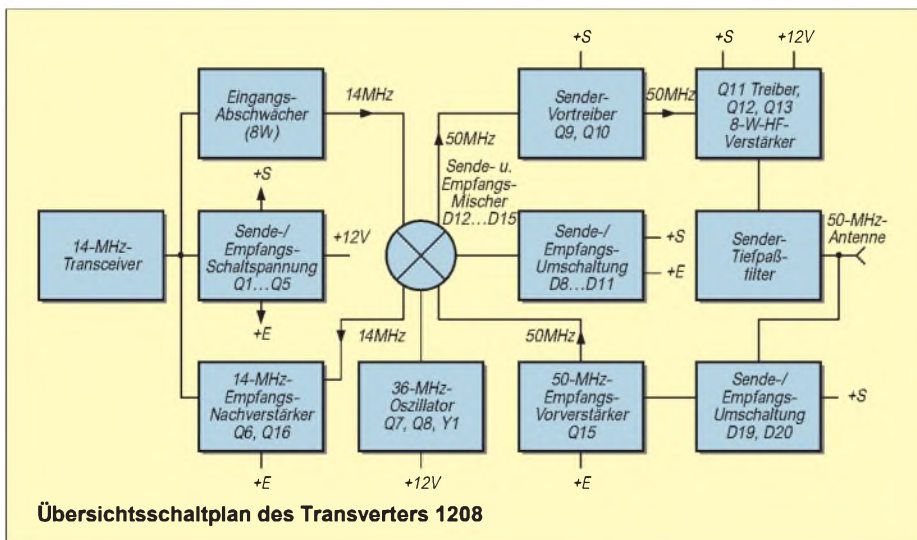 +S
+S
+12V
Eingangs-
Abschwächer
(8W)
14MHz
Sender-
Vortreiber
Q9, Q10
50MHz
Q11 Treiber,
Q12, Q13
8-W-HF-
Verstärker
50MHz
Sende- u.
Empfangs-
Mischer
D12...D15
+S
14-MHz-
Transceiver
Sende-/
Empfangs-
Schaltspannung
Q1...Q5
+12V
Sende-/
Empfangs-
Umschaltung
D8...D11
+S
+E
Sender-
Tiefpaß-
filter
50-MHz-
Antenne
+E
14MHz
50MHz
14-MHz-
Empfangs-
Nachverstärker
Q6, Q16
36-MHz-
Oszillator
Q7, Q8, Y1
50-MHz-
Empfangs-
Vorverstärker
Q15
Sende-/
Empfangs-
Umschaltung
D19, D20
+S
+E
+12V
+E
Übersichtsschaltplan des Transverters 1208